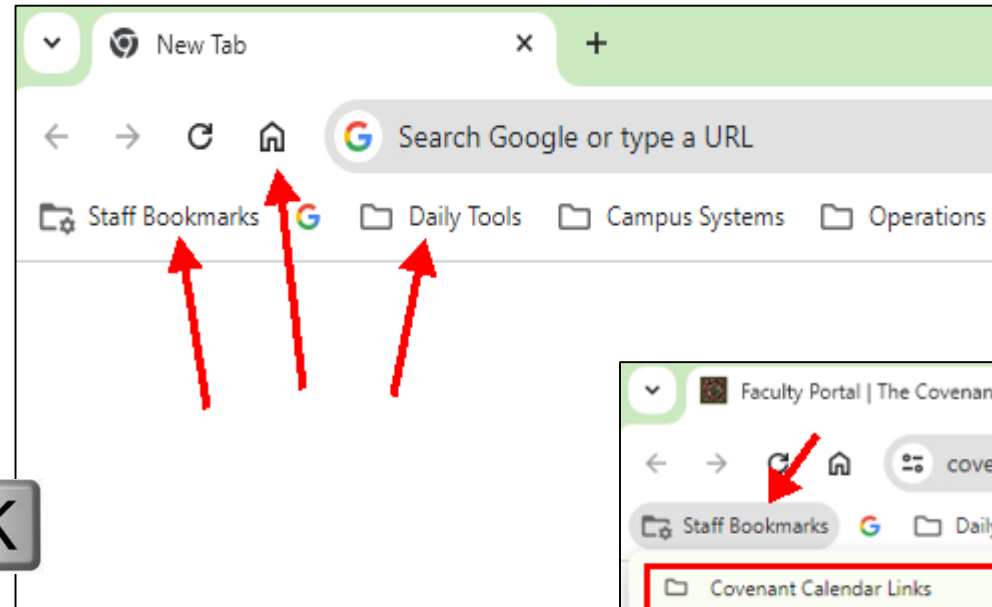 New Tab
Search Google or type a URL
Staff Bookmarks G Daily Tools Campus Systems Operations
Faculty Portal | The Covenan
cove
Staff Bookmarks G Daily
Covenant Calendar Links
K